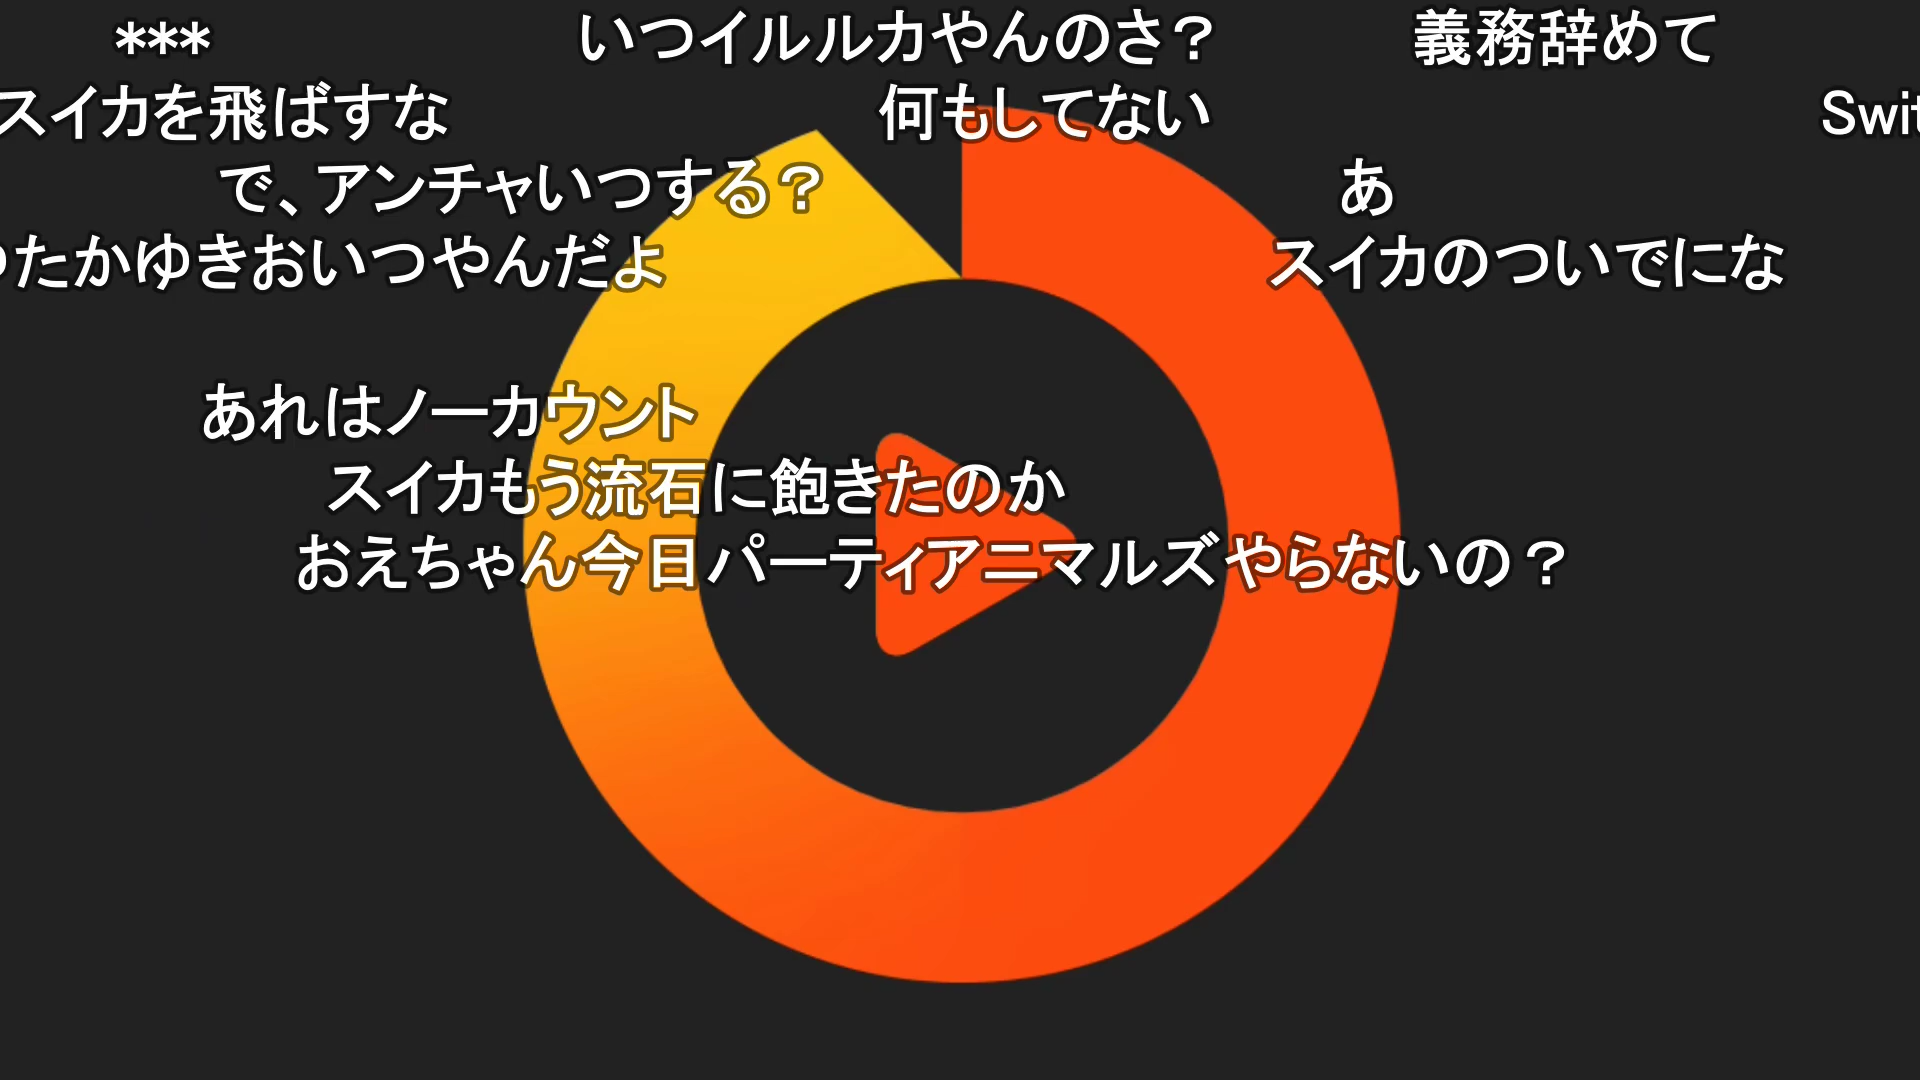 ***
いつイルルカやんのさ？
義務辞めて
スイカを飛ばすな
何もしてない
Swit
で、アンチャいつする？
あ
たかゆきおいつやんだよ
スイカのついでにな
あれはノーカウント
スイカもう流石に飽きたのか
おえちゃん今日パーティアニマルズやらないの？